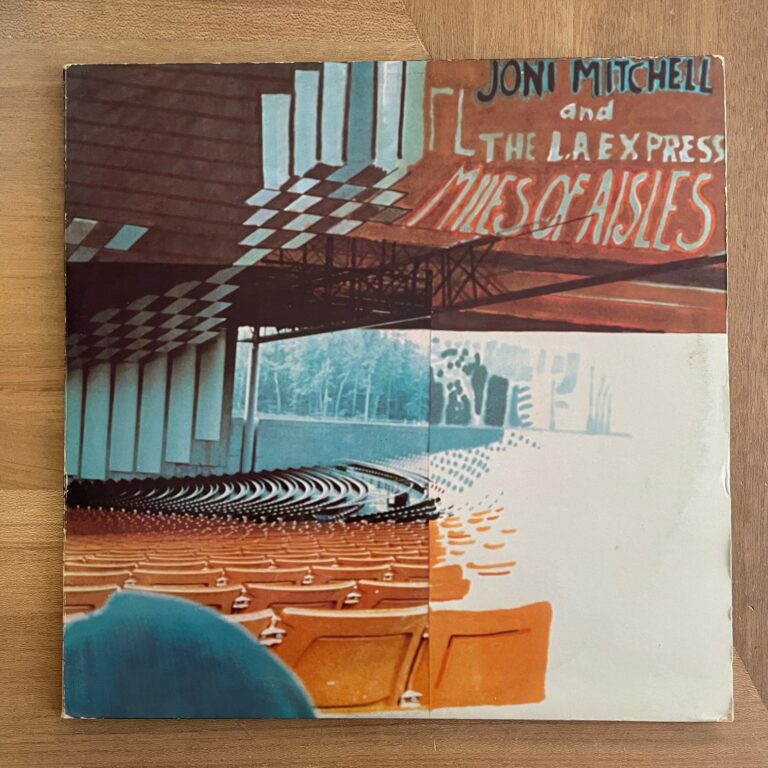 JONI MITCHELL
and
THE L.A EXPRESS
MILES OF AISLES